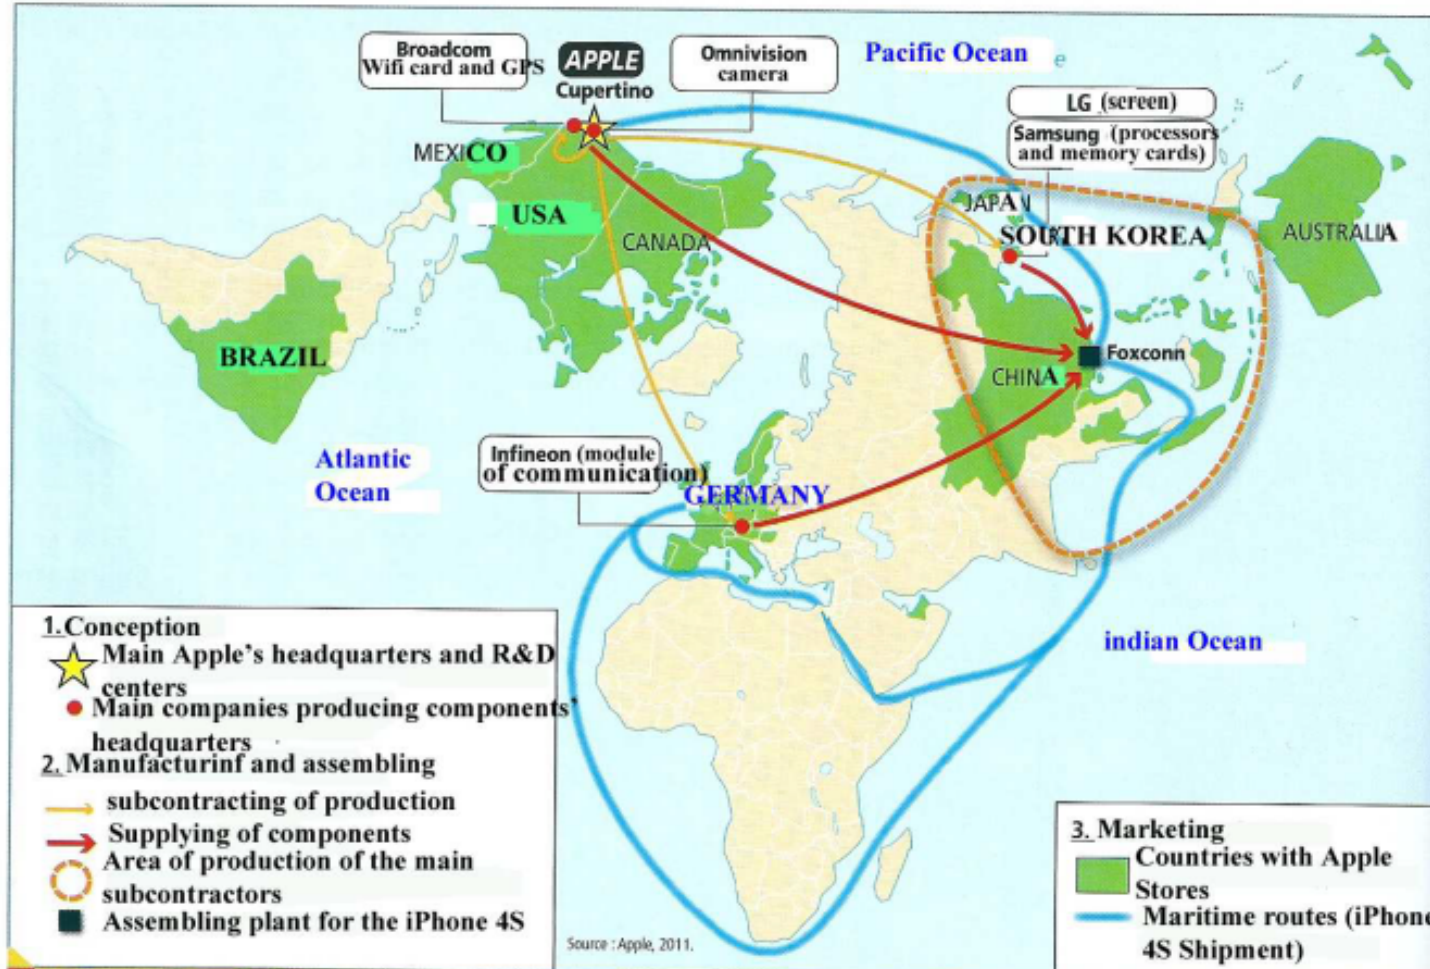 Broadcom
Wifi card and GPS
APPLE
Cupertino
Omnivision
camera
Pacific Ocean e
LG (screen)
Samsung (processors
and memory cards)
MEXICO
USA
CANADA
JAPAN
SOUTH KOREA
AUSTRALIA
BRAZIL
Foxconn
CHINA
Atlantic
Ocean
Infineon (module
of communication)
GERMANY
indian Ocean
1. Conception
Main Apple's headquarters and R&D
centers
Main companies producing components'
headquarters
2. Manufacturinf and assembling
subcontracting of production
Supplying of components
Area of production of the main
subcontractors
Assembling plant for the iPhone 4S
Source : Apple, 2011.
3. Marketing
Countries with Apple
Stores
Maritime routes (iPhone
4S Shipment)